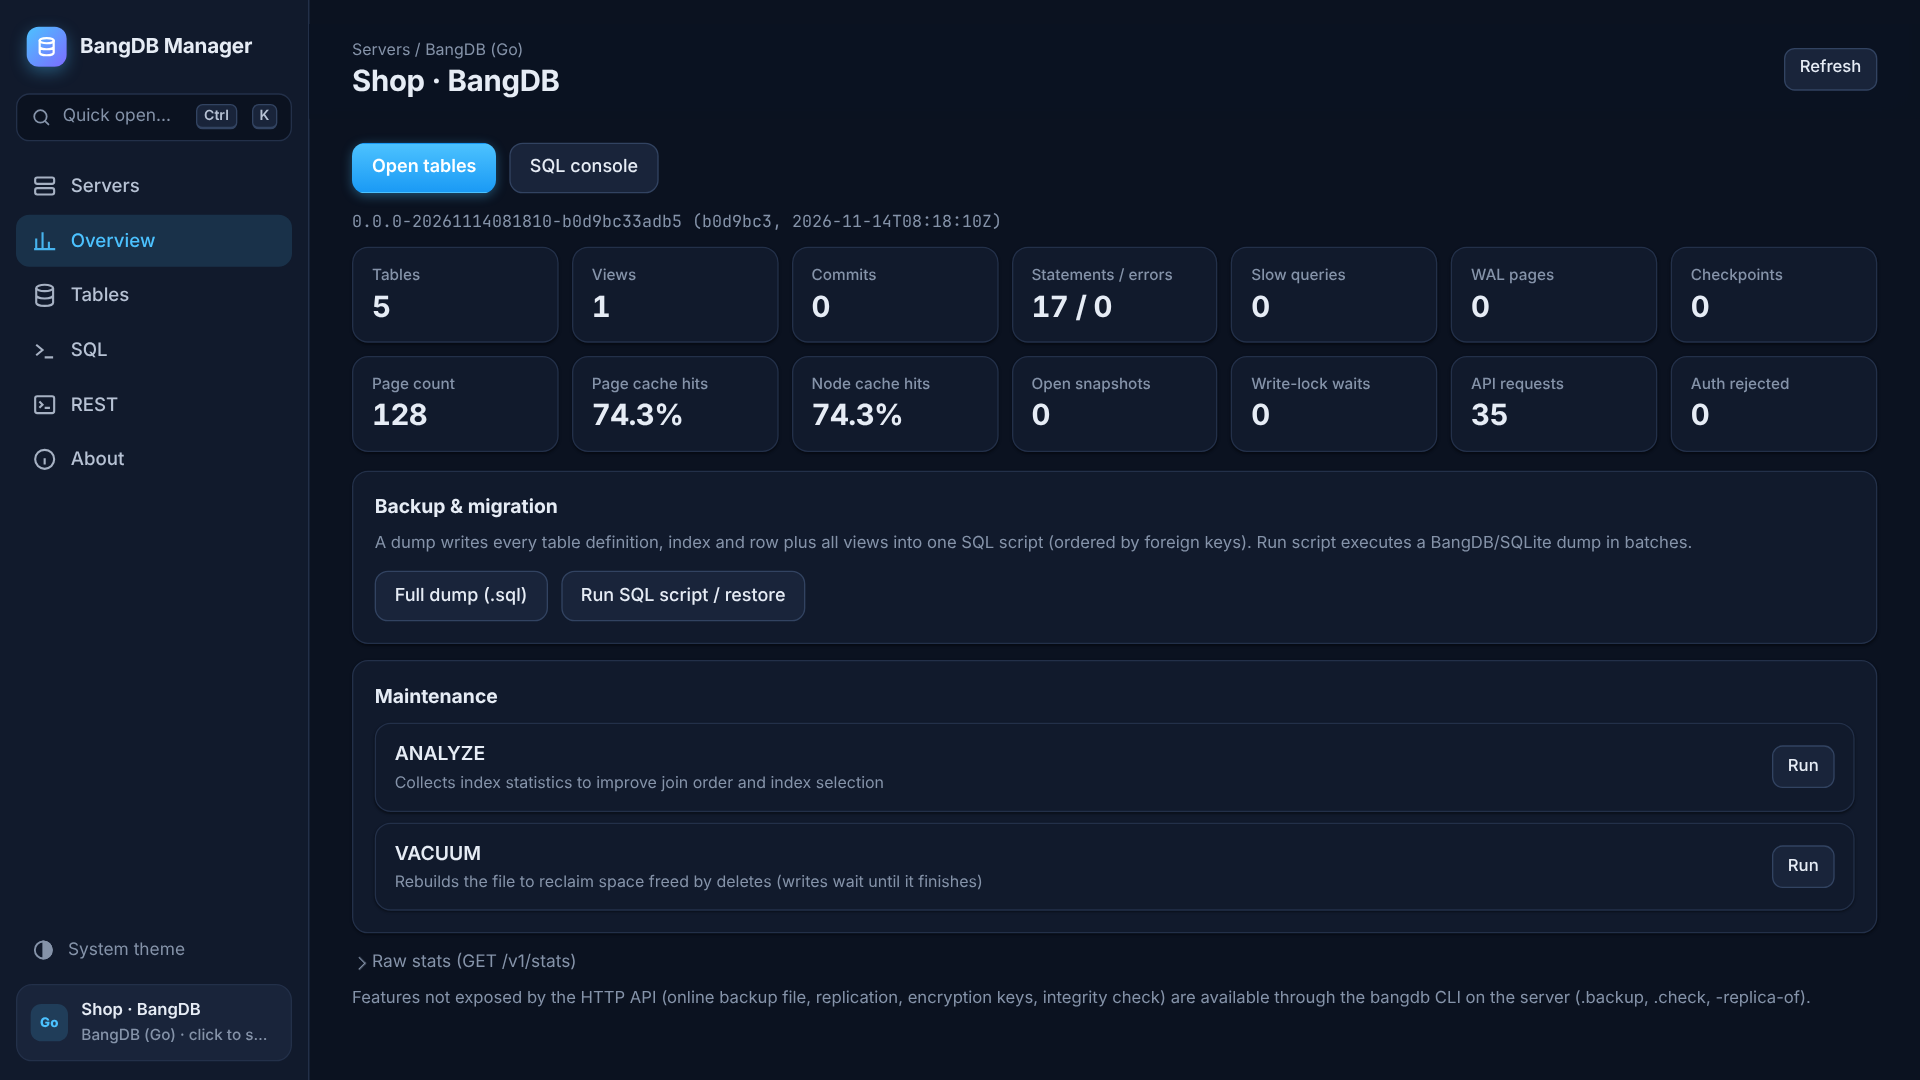 BangDB Manager
Quick open... Ctrl K
Servers
Overview
Tables
SQL
REST
About
System theme
Go
Shop · BangDB
BangDB (Go) · click to s...
Servers / BangDB (Go)
Shop · BangDB
Refresh
Open tables
SQL console
0.0.0-20261114081810-b0d9bc33adb5 (b0d9bc3, 2026-11-14T08:18:10Z)
Tables
5
Views
1
Commits
0
Statements / errors
17 / 0
Slow queries
0
WAL pages
0
Checkpoints
0
Page count
128
Page cache hits
74.3%
Node cache hits
74.3%
Open snapshots
0
Write-lock waits
0
API requests
35
Auth rejected
0
Backup & migration
A dump writes every table definition, index and row plus all views into one SQL script (ordered by foreign keys). Run script executes a BangDB/SQLite dump in batches.
Full dump (.sql)
Run SQL script / restore
Maintenance
ANALYZE
Collects index statistics to improve join order and index selection
Run
VACUUM
Rebuilds the file to reclaim space freed by deletes (writes wait until it finishes)
Run
Raw stats (GET /v1/stats)
Features not exposed by the HTTP API (online backup file, replication, encryption keys, integrity check) are available through the bangdb CLI on the server (.backup, .check, -replica-of).